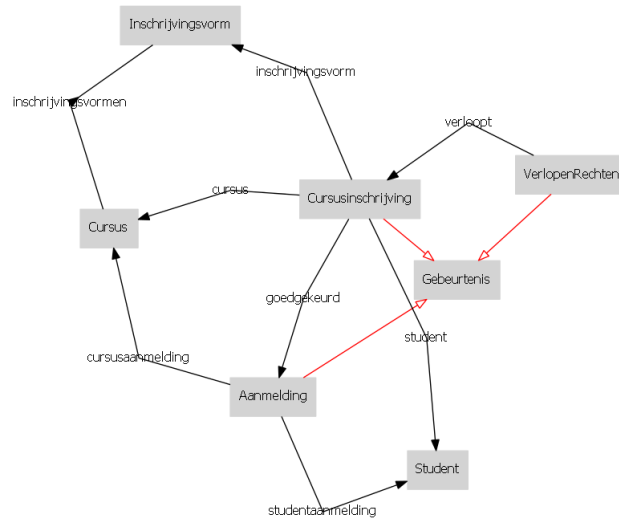 Inschrijvingsvorm
inschrijvingsvorm
inschrijvingsvormen
verloopt
VerlopenRechten
cursus
Cursusinschrijving
Cursus
Gebeurtenis
goedgekeurd
student
cursusaanmelding
Aanmelding
Student
studentaanmelding